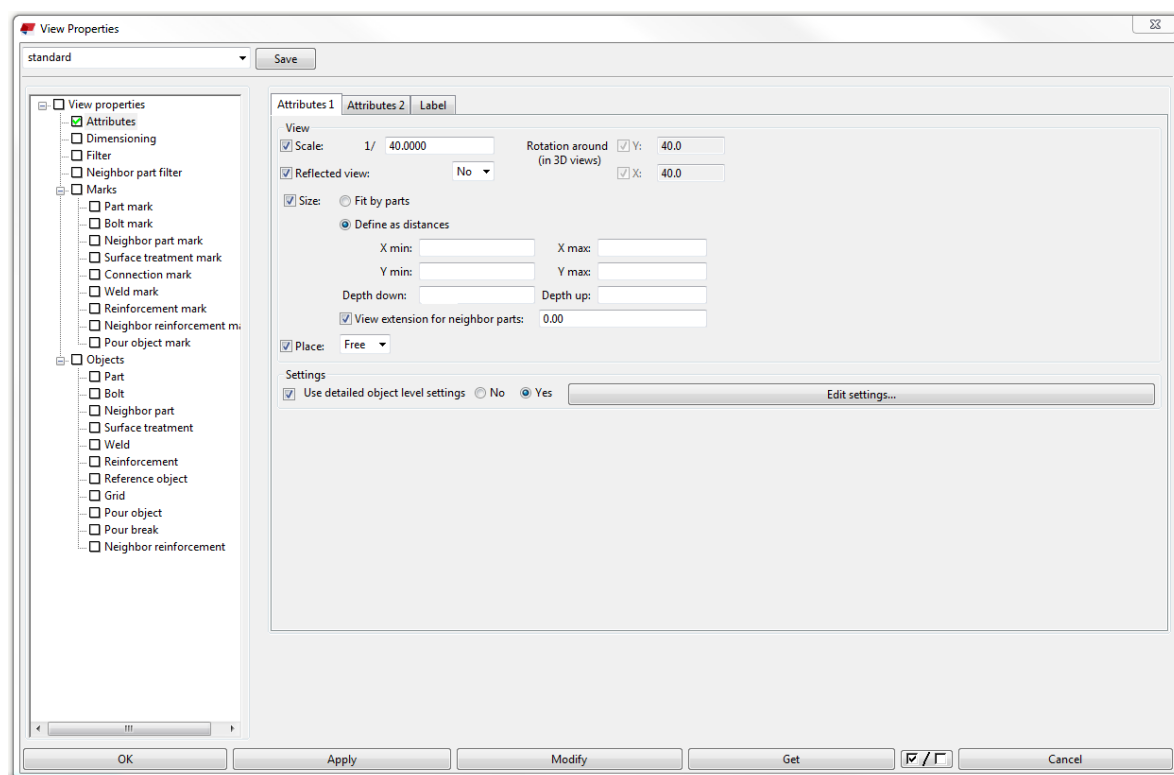 View Properties
standard
Save
View properties
Attributes
Dimensioning
Filter
Neighbor part filter
Marks
Part mark
Bolt mark
Neighbor part mark
Surface treatment mark
Connection mark
Weld mark
Reinforcement mark
Neighbor reinforcement ma
Pour object mark
Objects
Part
Bolt
Neighbor part
Surface treatment
Weld
Reinforcement
Reference object
Grid
Pour object
Pour break
Neighbor reinforcement
Attributes 1 Attributes 2 Label
View
Scale: 1/ 40.0000 Rotation around Y: 40.0
(in 3D views)
Reflected view: No X: 40.0
Size: Fit by parts
Define as distances
X min: X max:
Y min: Y max:
Depth down: Depth up:
View extension for neighbor parts: 0.00
Place: Free
Settings
Use detailed object level settings No Yes Edit settings...
OK Apply Modify Get / Cancel